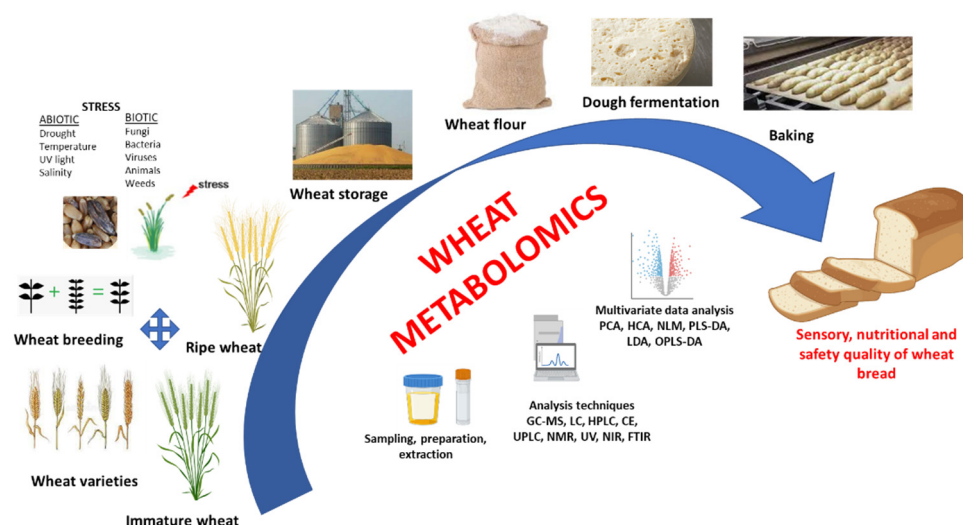 STRESS
ABIOTIC
Drought
Temperature
UV light
Salinity
BIOTIC
Fungi
Bacteria
Viruses
Animals
Weeds
stress
Wheat breeding
Ripe wheat
Wheat varieties
Immature wheat
Wheat storage
Wheat flour
Dough fermentation
Baking
WHEAT
METABOLOMICS
Sampling, preparation,
extraction
Analysis techniques
GC-MS, LC, HPLC, CE,
UPLC, NMR, UV, NIR, FTIR
Multivariate data analysis
PCA, HCA, NLM, PLS-DA,
LDA, OPLS-DA
Sensory, nutritional and
safety quality of wheat
bread